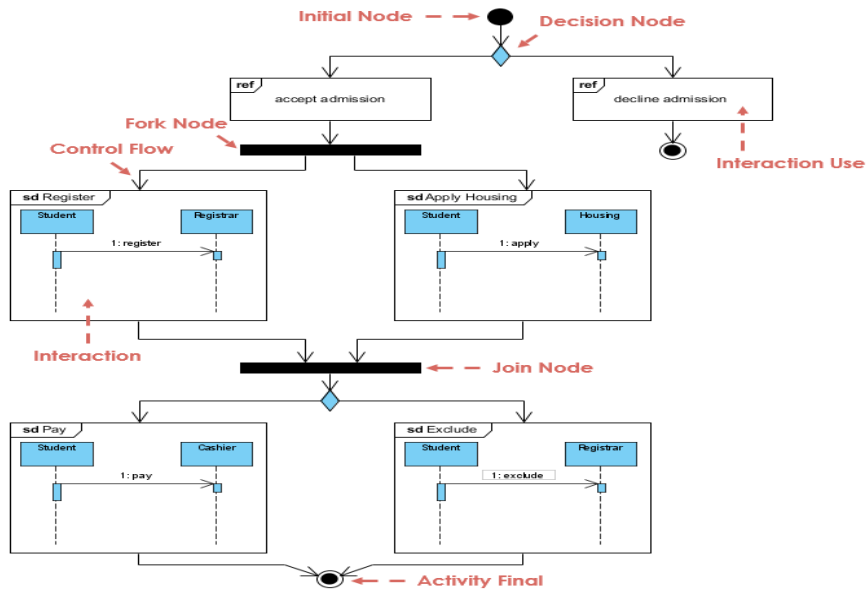 Initial Node
Decision Node
ref
accept admission
ref
decline admission
Fork Node
Control Flow
Interaction Use
sd Register
Student
Registrar
1: register
sd Apply Housing
Student
Housing
1: apply
Interaction
Join Node
sd Pay
Student
Cashier
1: pay
sd Exclude
Student
Registrar
1: exclude
Activity Final